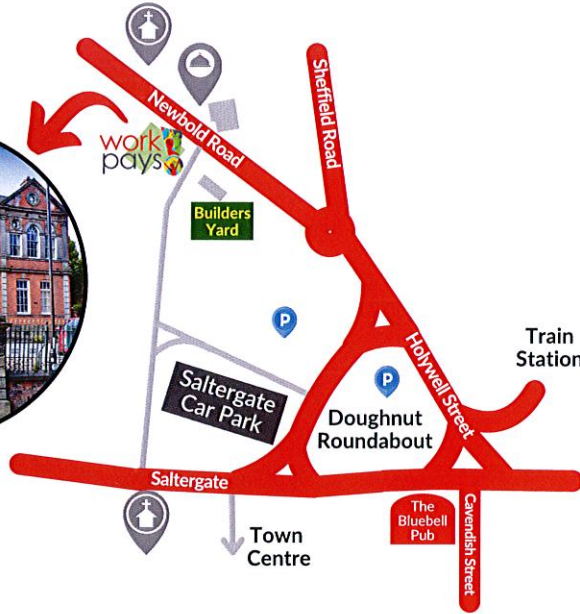 Newbold Road
Sheffield Road
work
pays
Builders
Yard
P
Saltergate
Car Park
P
Doughnut
Roundabout
Holywell Street
Train
Station
Saltergate
The
Bluebell
Pub
Cavendish Street
Town
Centre